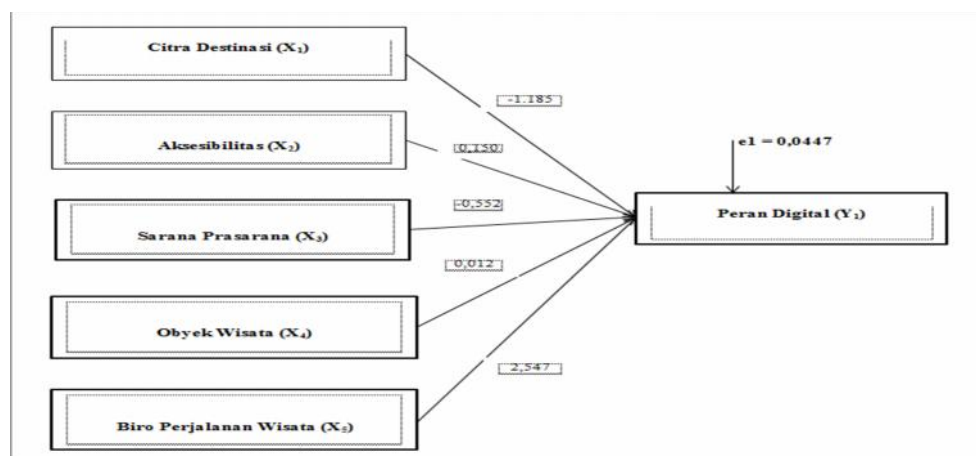 Citra Destinasi (X₁)
-1.185
Aksesibilitas (X₂)
0,150
e1 = 0,0447
Sarana Prasarana (X₃)
-0,552
Peran Digital (Y₁)
0,012
Obyek Wisata (X₄)
2,547
Biro Perjalanan Wisata (X₅)